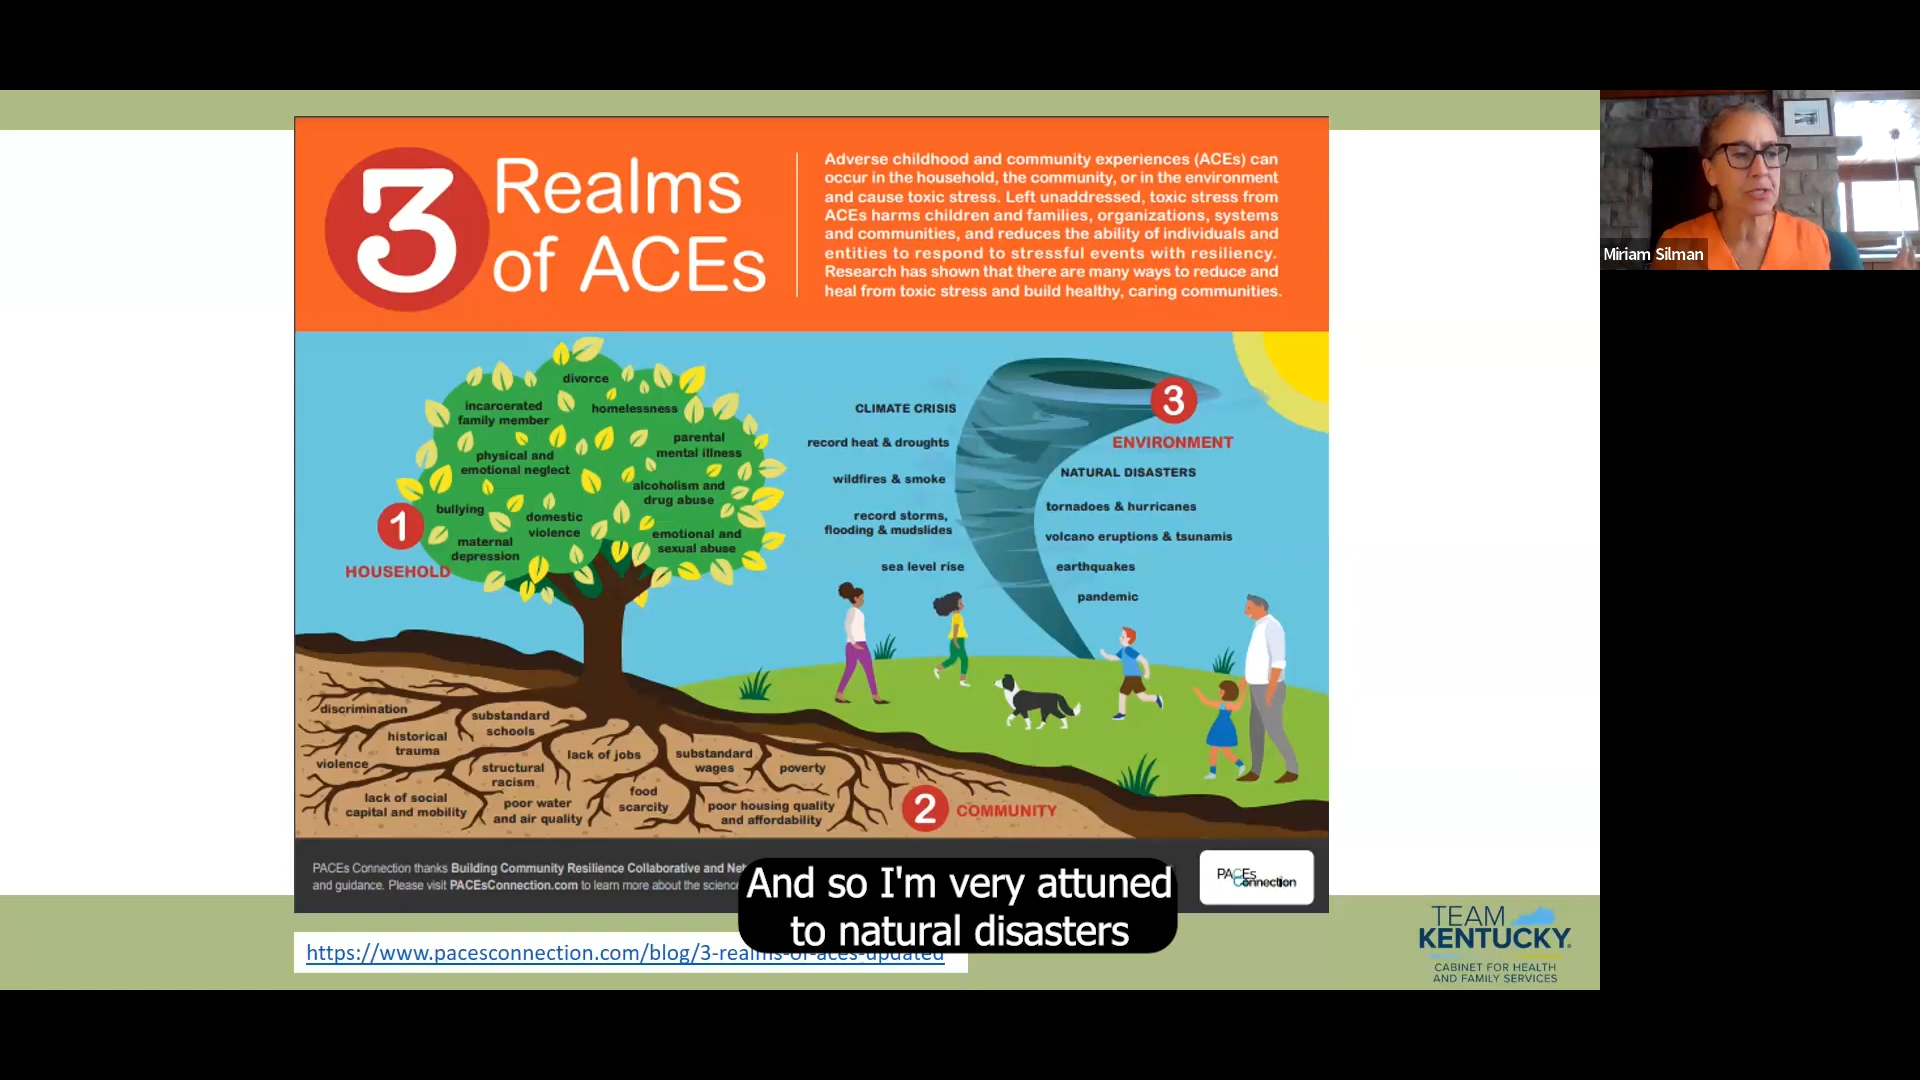 3 Realms
of ACEs
Adverse childhood and community experiences (ACEs) can
occur in the household, the community, or in the environment
and cause toxic stress. Left unaddressed, toxic stress from
ACEs harms children and families, organizations, systems
and communities, and reduces the ability of individuals and
entities to respond to stressful events with resiliency.
Research has shown that there are many ways to reduce and
heal from toxic stress and build healthy, caring communities.
Miriam Silman
1
HOUSEHOLD
divorce
incarcerated
family member
homelessness
parental
mental illness
physical and
emotional neglect
alcoholism and
drug abuse
bullying
domestic
violence
emotional and
sexual abuse
maternal
depression
3
ENVIRONMENT
CLIMATE CRISIS
record heat & droughts
wildfires & smoke
record storms,
flooding & mudslides
sea level rise
NATURAL DISASTERS
tornadoes & hurricanes
volcano eruptions & tsunamis
earthquakes
pandemic
2
COMMUNITY
discrimination
substandard
schools
historical
trauma
lack of jobs
substandard
wages
violence
structural
racism
poverty
food
scarcity
lack of social
capital and mobility
poor water
and air quality
poor housing quality
and affordability
PACEs Connection thanks Building Community Resilience Collaborative and
and guidance. Please visit PACEsConnection.com to learn more about the science
PACEs
Connection
And so I'm very attuned
to natural disasters
https://www.pacesconnection.com/blog/3-realms-of-aces-updated
TEAM
KENTUCKY
CABINET FOR HEALTH
AND FAMILY SERVICES